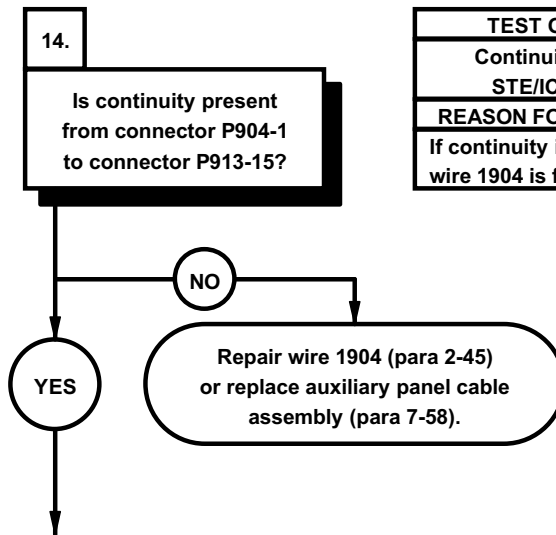 14.
Is continuity present
from connector P904-1
to connector P913-15?
TEST
Continui
STE/IC
REASON FO
If continuity i
wire 1904 is f
NO
YES
Repair wire 1904 (para 2-45)
or replace auxiliary panel cable
assembly (para 7-58).